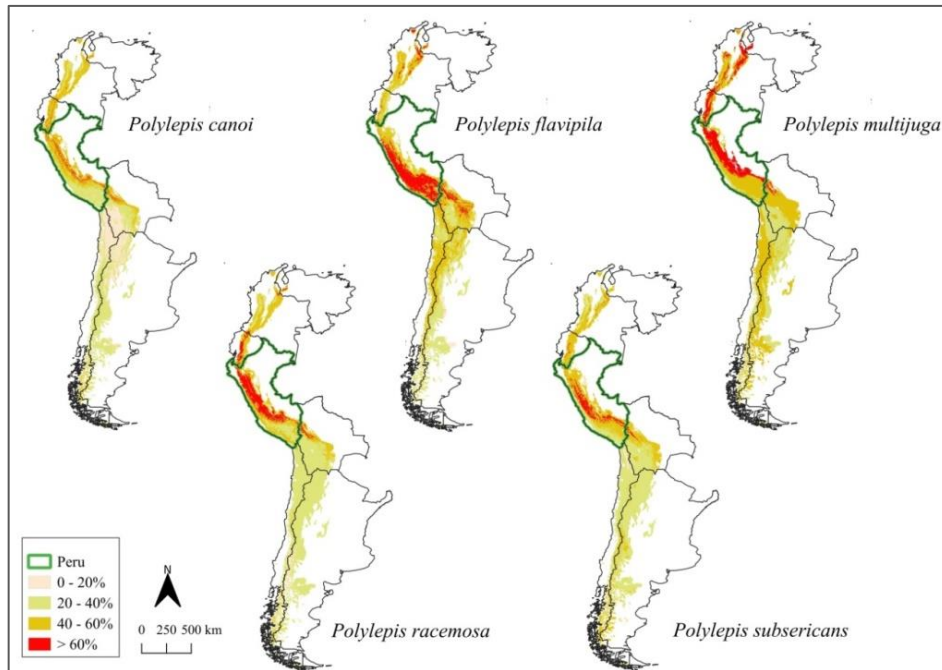 Polylepis canoi
Polylepis flavipila
Polylepis multijuga
Polylepis racemosa
Polylepis subsericans
Peru
0 - 20%
20 - 40%
40 - 60%
> 60%
N
0 250 500 km